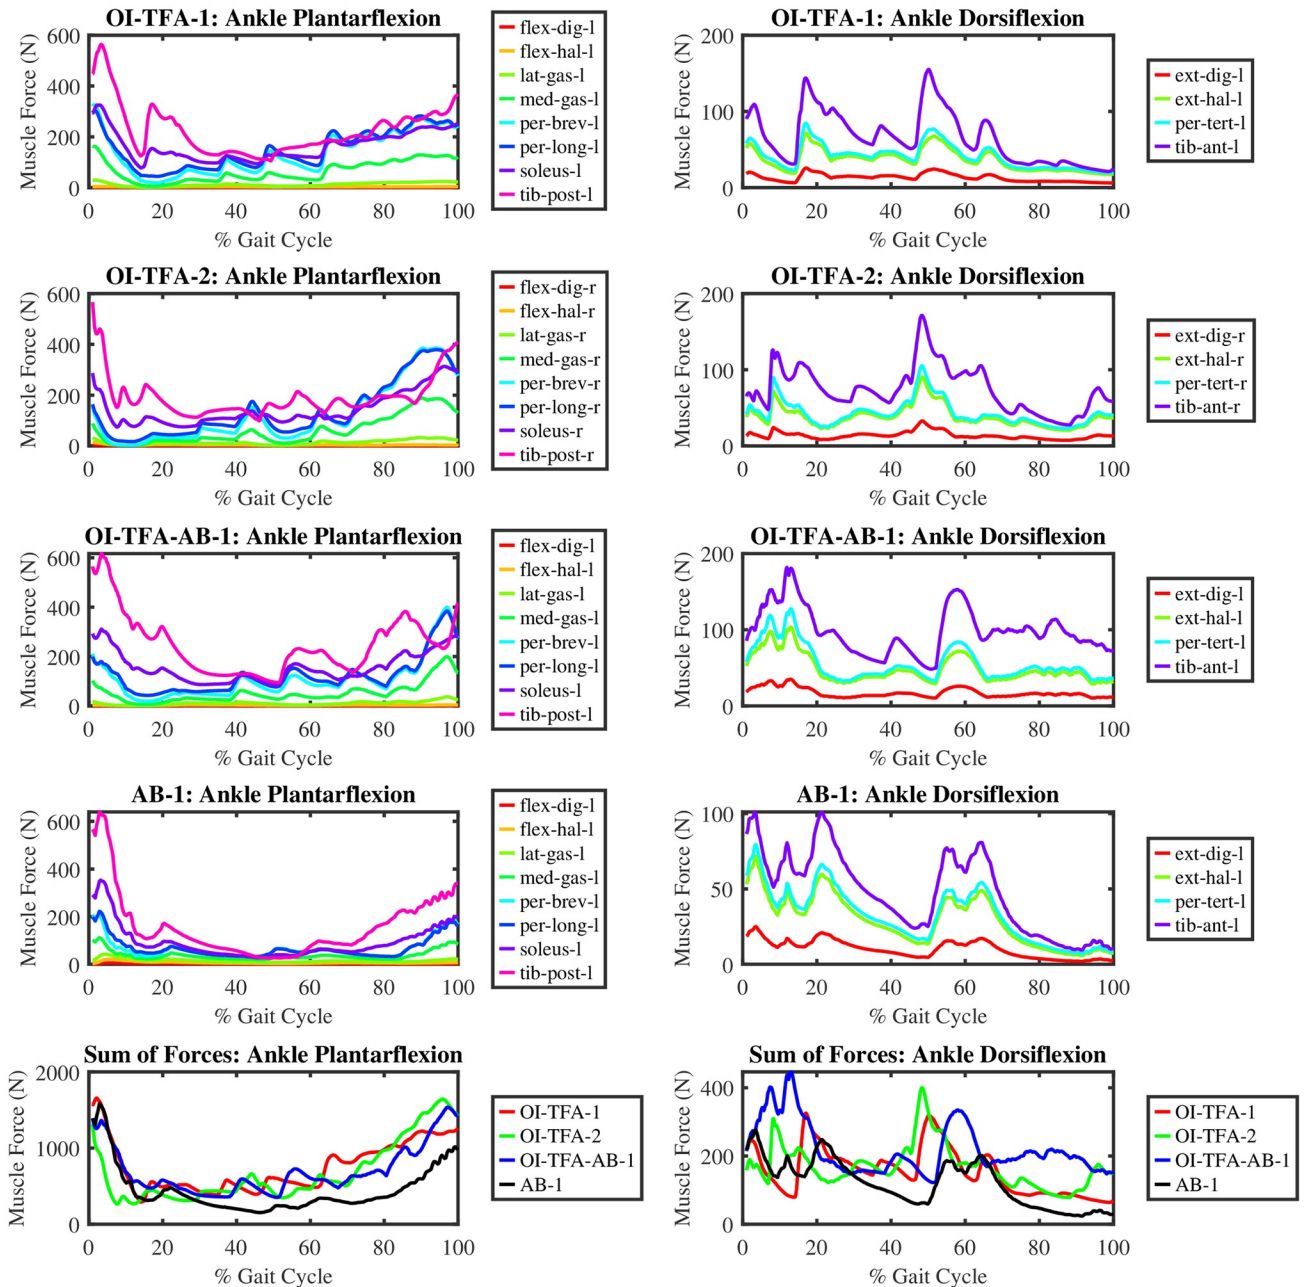 OI-TFA-1: Ankle Plantarflexion
Muscle Force (N)
600
400
200
0
0 20 40 60 80 100
% Gait Cycle
flex-dig-l
flex-hal-l
lat-gas-l
med-gas-l
per-brev-l
per-long-l
soleus-l
tib-post-l
OI-TFA-1: Ankle Dorsiflexion
Muscle Force (N)
200
100
0
0 20 40 60 80 100
% Gait Cycle
ext-dig-l
ext-hal-l
per-tert-l
tib-ant-l
OI-TFA-2: Ankle Plantarflexion
Muscle Force (N)
600
400
200
0
0 20 40 60 80 100
% Gait Cycle
flex-dig-r
flex-hal-r
lat-gas-r
med-gas-r
per-brev-r
per-long-r
soleus-r
tib-post-r
OI-TFA-2: Ankle Dorsiflexion
Muscle Force (N)
200
100
0
0 20 40 60 80 100
% Gait Cycle
ext-dig-r
ext-hal-r
per-tert-r
tib-ant-r
OI-TFA-AB-1: Ankle Plantarflexion
Muscle Force (N)
600
400
200
0
0 20 40 60 80 100
% Gait Cycle
flex-dig-l
flex-hal-l
lat-gas-l
med-gas-l
per-brev-l
per-long-l
soleus-l
tib-post-l
OI-TFA-AB-1: Ankle Dorsiflexion
Muscle Force (N)
200
100
0
0 20 40 60 80 100
% Gait Cycle
ext-dig-l
ext-hal-l
per-tert-l
tib-ant-l
AB-1: Ankle Plantarflexion
Muscle Force (N)
600
400
200
0
0 20 40 60 80 100
% Gait Cycle
flex-dig-l
flex-hal-l
lat-gas-l
med-gas-l
per-brev-l
per-long-l
soleus-l
tib-post-l
AB-1: Ankle Dorsiflexion
Muscle Force (N)
100
50
0
0 20 40 60 80 100
% Gait Cycle
ext-dig-l
ext-hal-l
per-tert-l
tib-ant-l
Sum of Forces: Ankle Plantarflexion
Muscle Force (N)
2000
1000
0
0 20 40 60 80 100
% Gait Cycle
OI-TFA-1
OI-TFA-2
OI-TFA-AB-1
AB-1
Sum of Forces: Ankle Dorsiflexion
Muscle Force (N)
400
200
0
0 20 40 60 80 100
% Gait Cycle
OI-TFA-1
OI-TFA-2
OI-TFA-AB-1
AB-1